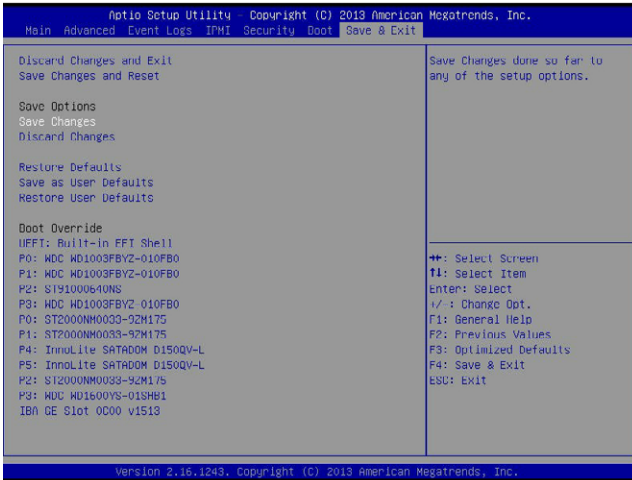 Aptio Setup Utility - Copyright (C) 2013 American Megatrends, Inc.
Main Advanced Event Logs IPMI Security Boot Save & Exit
Discard Changes and Exit
Save Changes and Reset
Save Options
Save Changes
Discard Changes
Restore Defaults
Save as User Defaults
Restore User Defaults
Boot Override
UEFI: Built-in EFI Shell
P0: WDC WD1003FBYZ-010FB0
P1: WDC WD1003FBYZ-010FB0
P2: ST91000640NS
P3: WDC WD1003FBYZ-010FB0
P0: ST2000NM0033-9ZM175
P1: ST2000NM0033-9ZM175
P4: InnoLite SATADOM D150QV-L
P5: InnoLite SATADOM D150QV-L
P2: ST2000NM0033-9ZM175
P3: WDC WD1600YS-01SHB1
IBA GE Slot 0C00 v1513
Save Changes done so far to
any of the setup options.
→←: Select Screen
↑↓: Select Item
Enter: Select
+/-: Change Opt.
F1: General Help
F2: Previous Values
F3: Optimized Defaults
F4: Save & Exit
ESC: Exit
Version 2.16.1243. Copyright (C) 2013 American Megatrends, Inc.